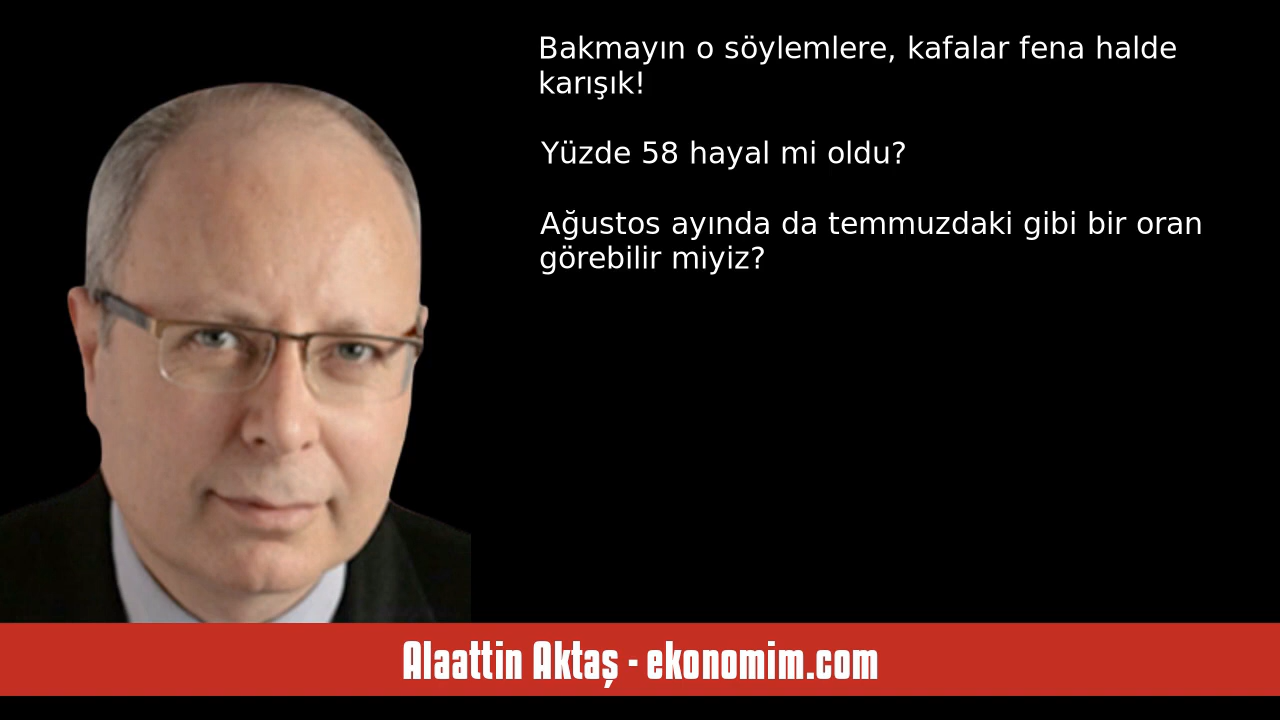 Bakmayın o söylemlere, kafalar fena halde
karışık!
Yüzde 58 hayal mi oldu?
Ağustos ayında da temmuzdaki gibi bir oran
görebilir miyiz?
Alaattin Aktaş - ekonomim.com